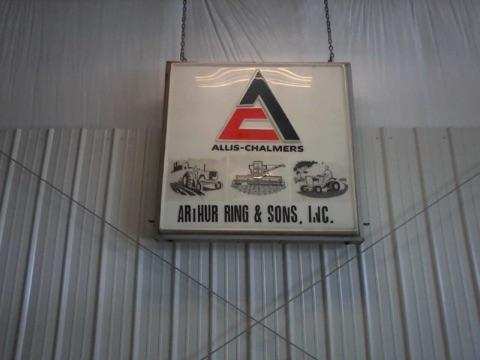 ALLIS-CHALMERS
ARTHUR RING & SONS, INC.